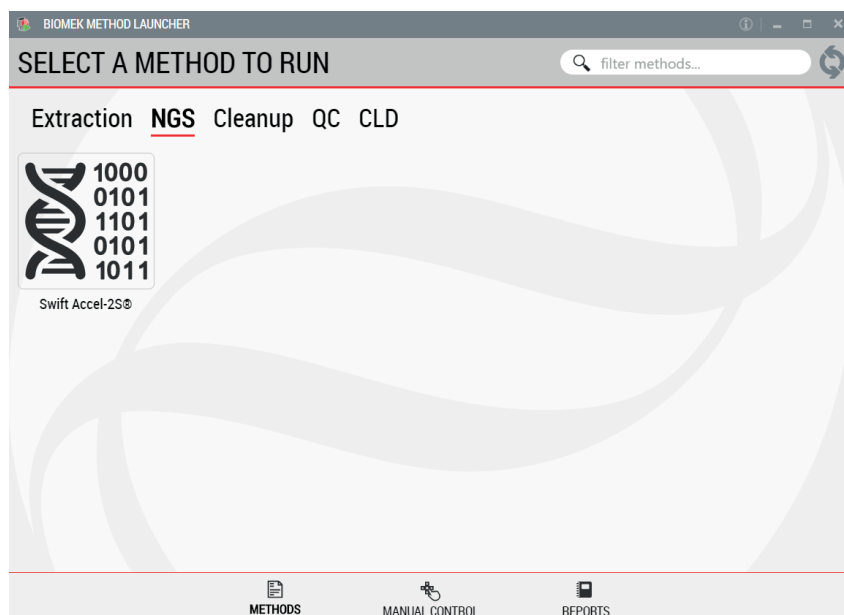 BIOMEK METHOD LAUNCHER
SELECT A METHOD TO RUN
filter methods...
Extraction NGS Cleanup QC CLD
1000
0101
1101
0101
1011
Swift Accel-2S®
METHODS MANUAL CONTROL REPORTS